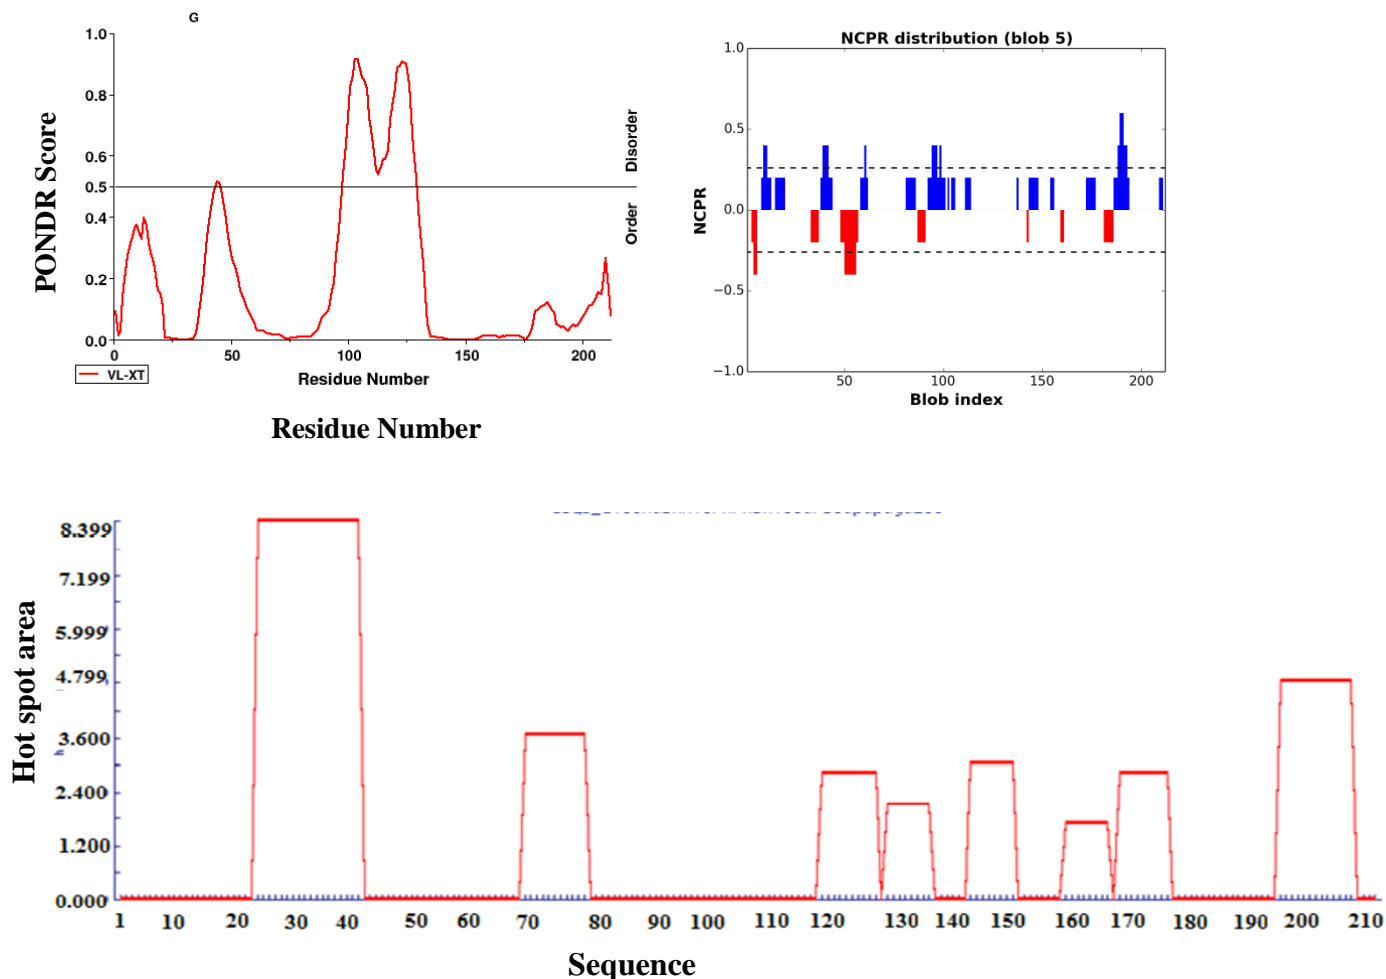 G
1.0
0.8
0.6
0.5
0.4
0.2
0.0
PONDR Score
Disorder
Order
0 50 100 150 200
VL-XT
Residue Number
Residue Number
NCPR distribution (blob 5)
1.0
0.5
0.0
−0.5
−1.0
NCPR
50 100 150 200
Blob index
8.399
7.199
5.999
4.799
3.600
2.400
1.200
0.000
Hot spot area
1 10 20 30 40 50 60 70 80 90 100 110 120 130 140 150 160 170 180 190 200 210
Sequence